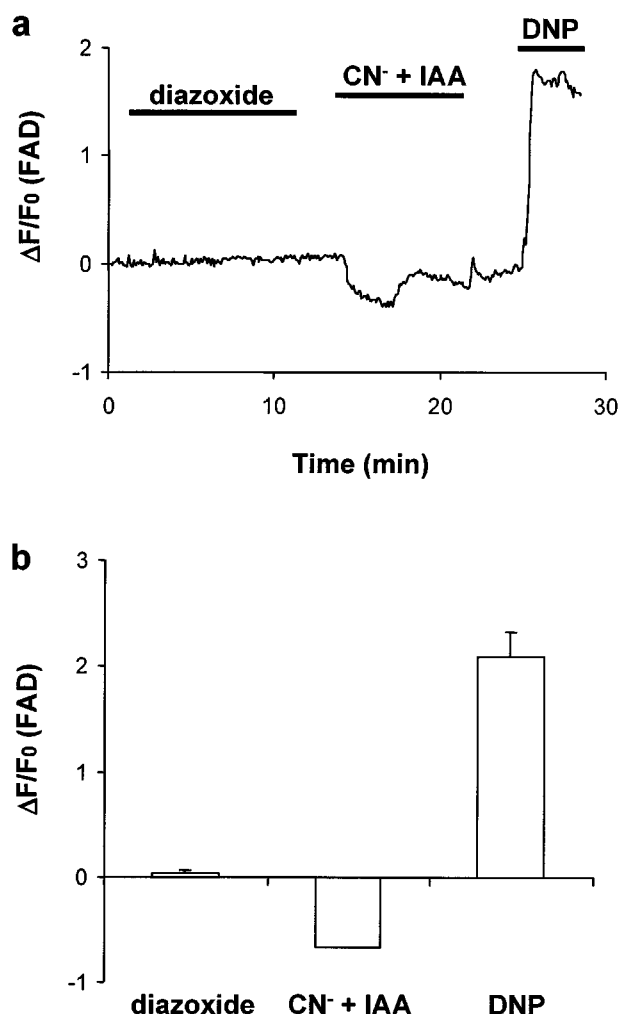 a
DNP
CN⁻ + IAA
diazoxide
2
1
0
-1
ΔF/F0 (FAD)
0 10 20 30
Time (min)
b
3
2
1
0
-1
ΔF/F0 (FAD)
diazoxide CN⁻ + IAA DNP